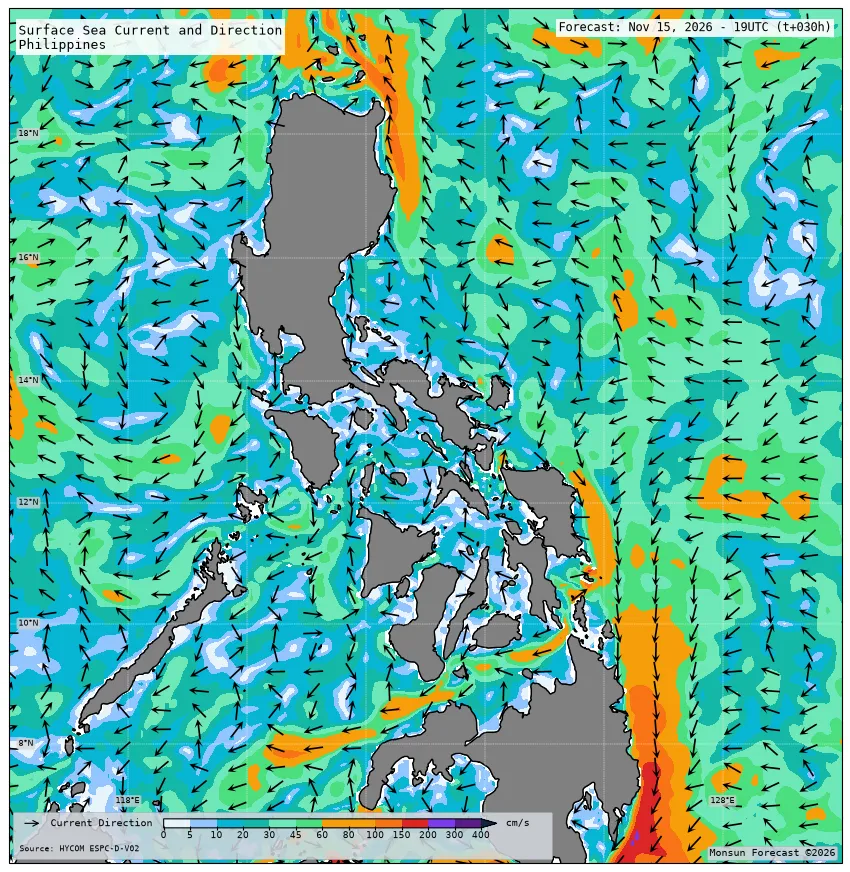 Surface Sea Current and Direction
Philippines
Forecast: Nov 15, 2026 - 19UTC (t+030h)
18°N
16°N
14°N
12°N
10°N
8°N
118°E
128°E
Current Direction
0 5 10 20 30 45 60 80 100 150 200 300 400
cm/s
Source: HYCOM ESPC-D-V02
Monsun Forecast ©2026